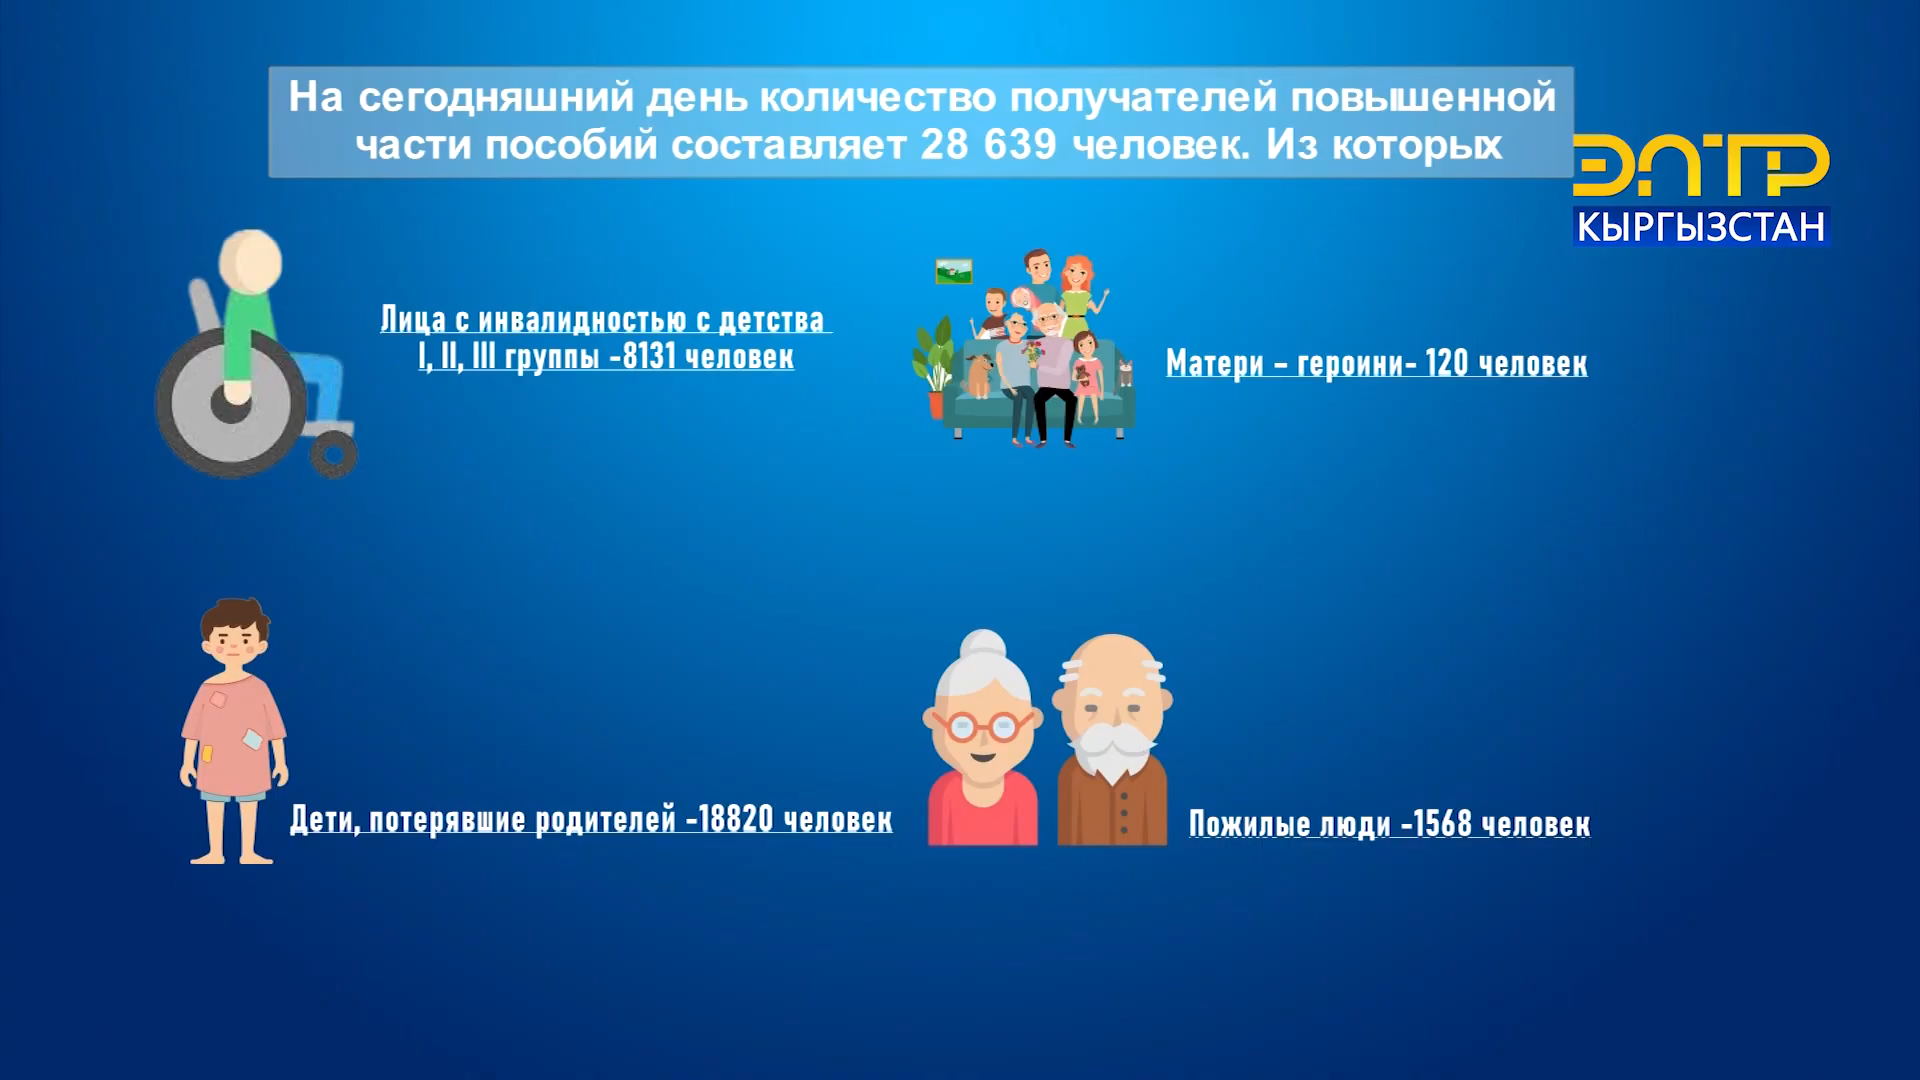 На сегодняшний день количество получателей повышенной
части пособий составляет 28 639 человек. Из которых
ЭЛТР
КЫРГЫЗСТАН
Лица с инвалидностью с детства
I, II, III группы -8131 человек
Матери - героини- 120 человек
Дети, потерявшие родителей -18820 человек
Пожилые люди -1568 человек